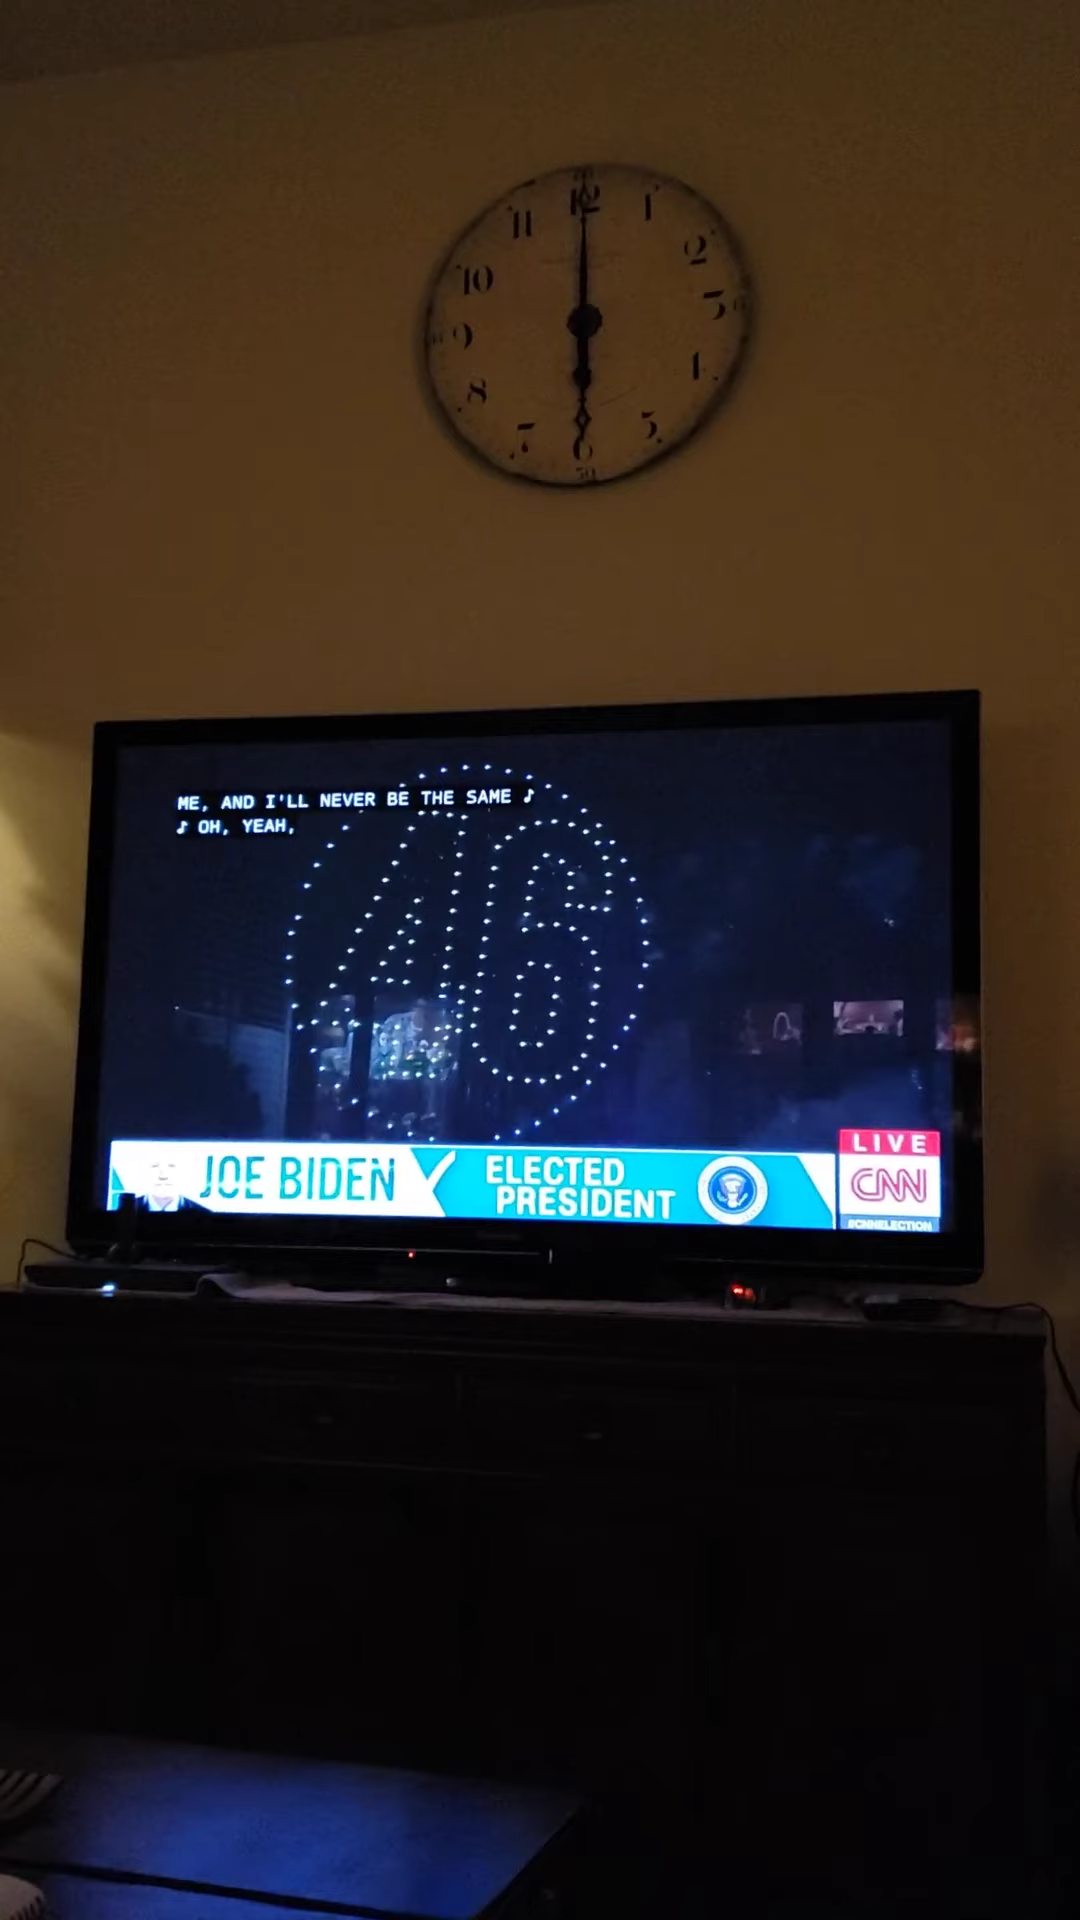 12
1
2
3
4
5
6
7
8
9
10
11
ME, AND I'LL NEVER BE THE SAME ♪
♪ OH, YEAH,
46
JOE BIDEN
ELECTED
PRESIDENT
LIVE
CNN
#CNNELECTION